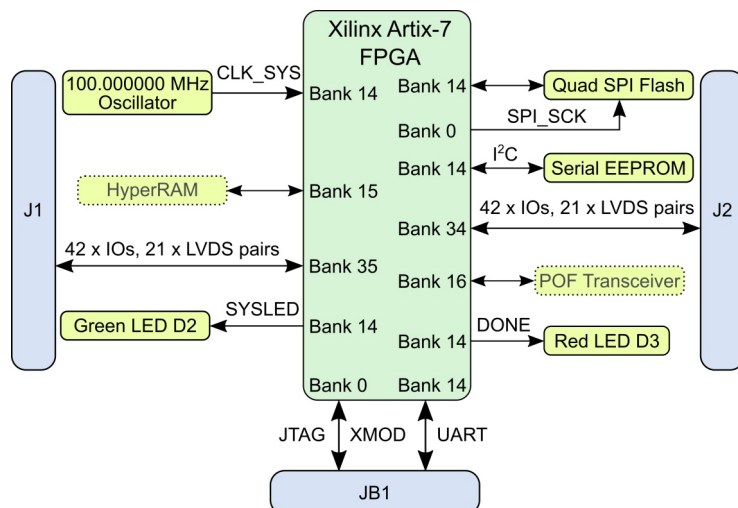 Xilinx Artix-7
FPGA
100.000000 MHz
Oscillator
CLK_SYS
Bank 14
Bank 14
Quad SPI Flash
Bank 0
SPI_SCK
HyperRAM
Bank 15
Bank 14
I²C
Serial EEPROM
J1
J2
42 x IOs, 21 x LVDS pairs
Bank 35
Bank 34
42 x IOs, 21 x LVDS pairs
Bank 16
POF Transceiver
Green LED D2
SYSLED
Bank 14
Bank 14
DONE
Red LED D3
Bank 0
Bank 14
JTAG
XMOD
UART
JB1